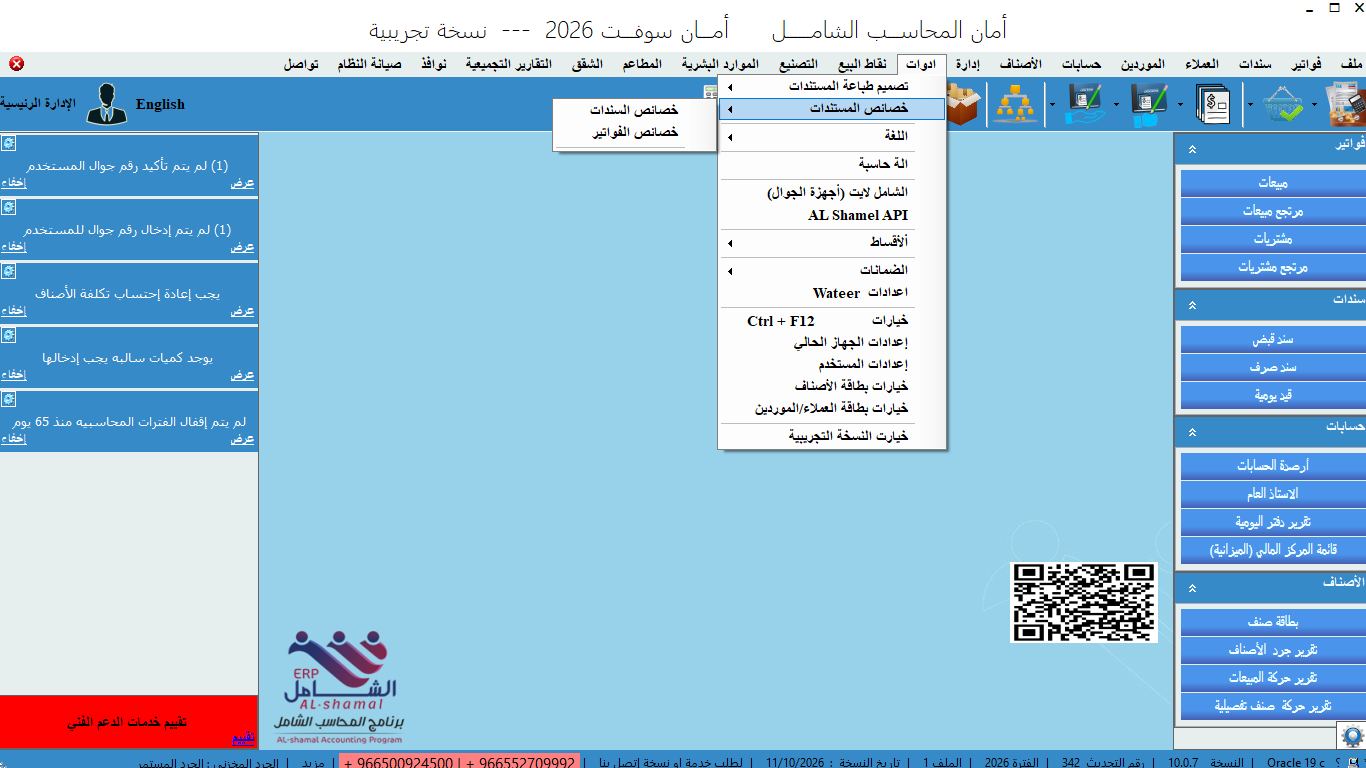 أمان المحاسب الشامل أمان سوفت 2026 --- نسخة تجريبية
ملف فواتير سندات العملاء الموردين حسابات الأصناف إدارة ادوات نقاط البيع التصنيع الموارد البشرية المطاعم الشقق التقارير التجميعية نوافذ صيانة النظام تواصل
English الإدارة الرئيسية
تصميم طباعة المستندات
خصائص المستندات
خصائص السندات
خصائص الفواتير
اللغة
الة حاسبة
الشامل لايت (أجهزة الجوال)
AL Shamel API
ألأقساط
الضمانات
اعدادات Wateer
خيارات Ctrl + F12
إعدادات الجهاز الحالي
إعدادات المستخدم
خيارات بطاقة الأصناف
خيارات بطاقة العملاء/الموردين
خيارت النسخة التجريبية
فواتير
مبيعات
مرتجع مبيعات
مشتريات
مرتجع مشتريات
سندات
سند قبض
سند صرف
قيد يومية
حسابات
أرصدة الحسابات
الاستاذ العام
تقرير دفتر اليومية
قائمة المركز المالي (الميزانية)
الأصناف
بطاقة صنف
تقرير جرد الأصناف
تقرير حركة المبيعات
تقرير حركة صنف تفصيلية
(1) لم يتم تأكيد رقم جوال المستخدم
عرض إخفاء
(1) لم يتم إدخال رقم جوال للمستخدم
عرض إخفاء
يجب إعادة إحتساب تكلفة الأصناف
عرض إخفاء
يوجد كميات سالبه يجب إدخالها
عرض إخفاء
لم يتم إقفال الفترات المحاسبيه منذ 65 يوم
عرض إخفاء
ERP
الشامل
AL-shamal
برنامج المحاسب الشامل
AL-shamal Accounting Program
تقييم خدمات الدعم الفني
تقييم
؟ Oracle 19 c | النسخة 10.0.7 | رقم التحديث 342 | الفترة 2026 | الملف 1 | تاريخ النسخة : 11/10/2026 | لطلب خدمة او نسخة إتصل بنا | + 966500924500 | + 966552709992 | مزيد | الجرد المخزني : الجرد المستمر